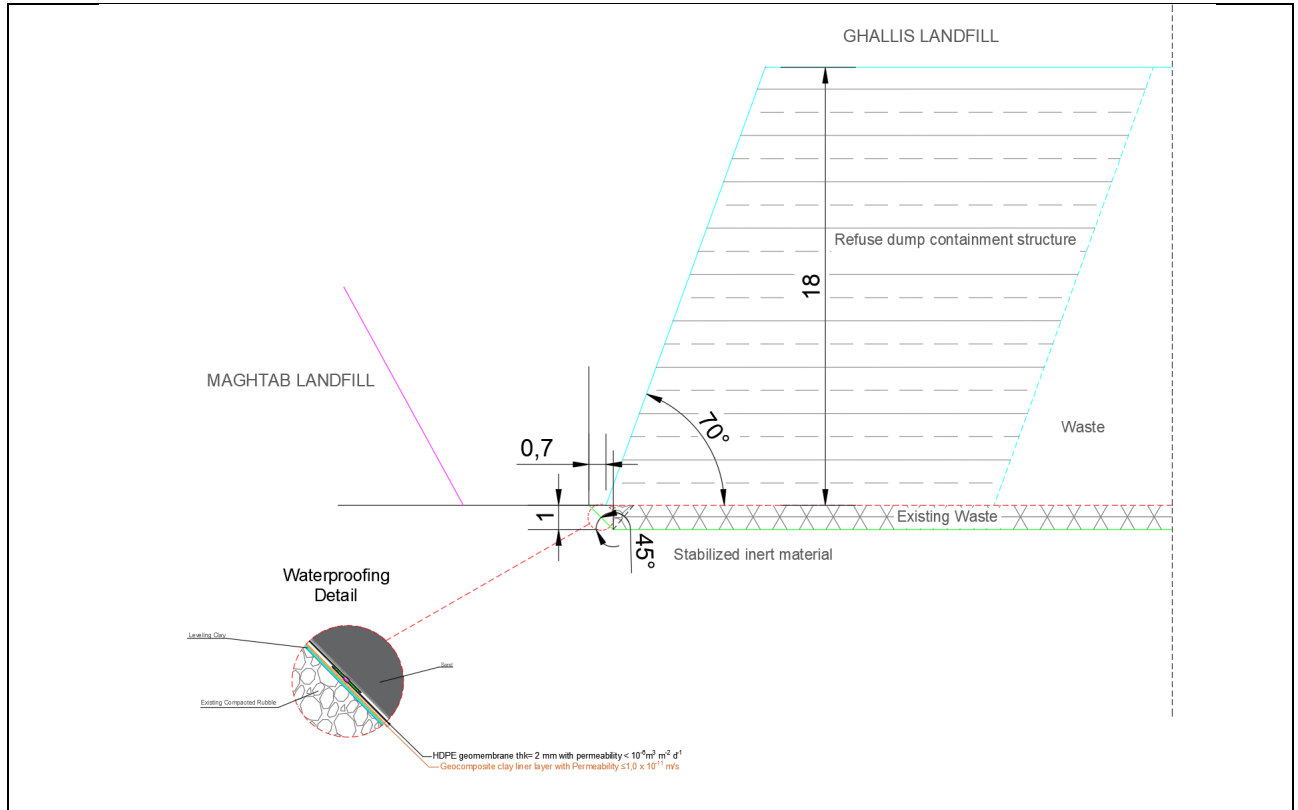 GHALLIS LANDFILL
Refuse dump containment structure
18
MAGHTAB LANDFILL
70°
Waste
0,7
1
Existing Waste
45°
Stabilized inert material
Waterproofing
Detail
Leveling Clay
Sand
Existing Compacted Rubble
HDPE geomembrane thk= 2 mm with permeability < 10⁻⁶m³ m⁻² d⁻¹
Geocomposite clay liner layer with Permeability ≤1,0 x 10⁻¹¹ m/s